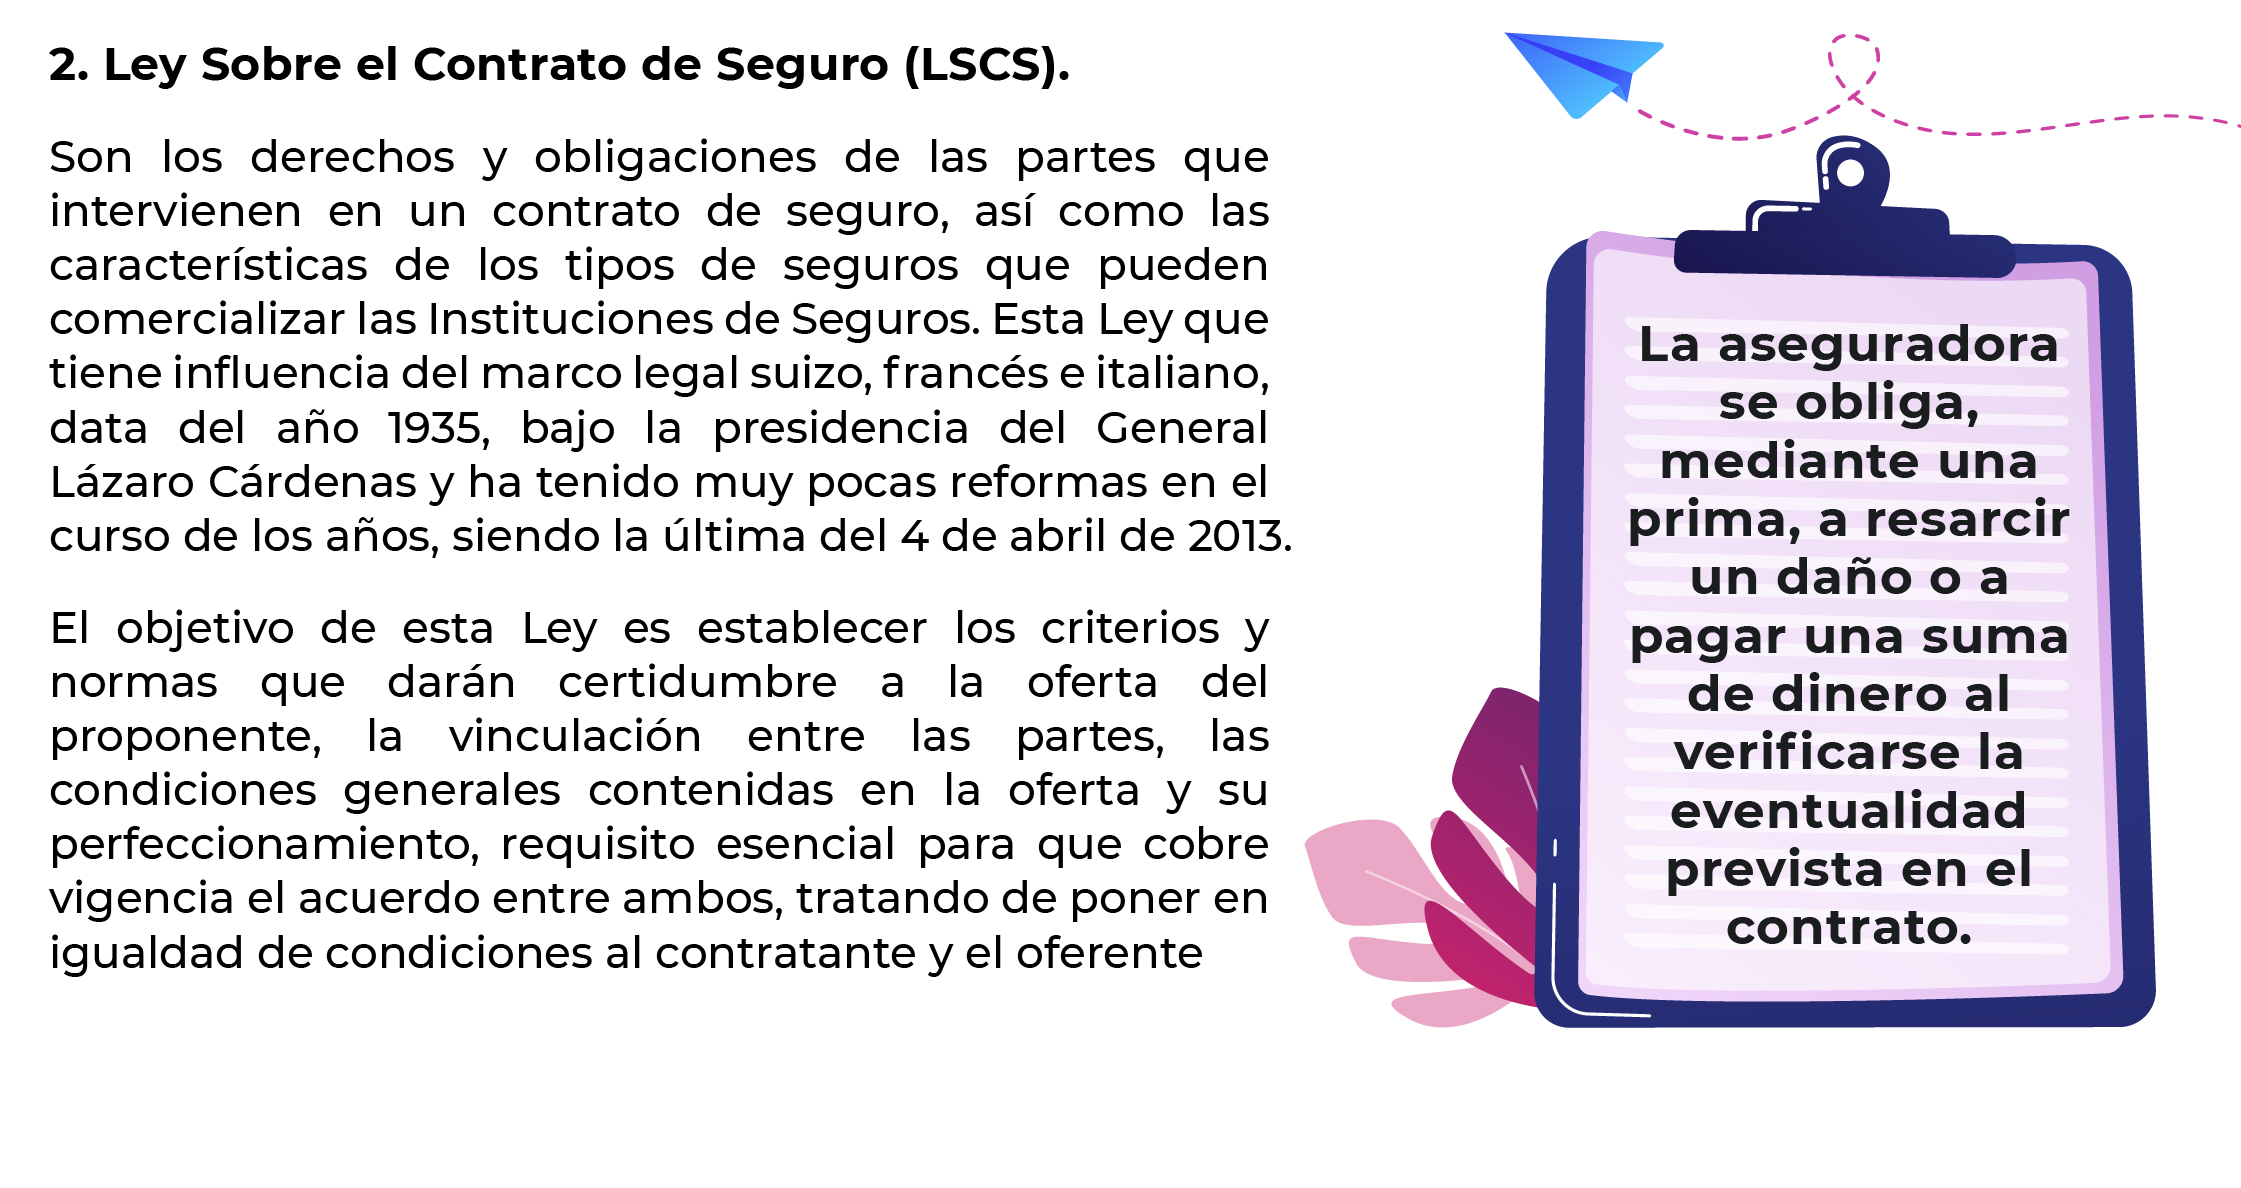 2. Ley Sobre el Contrato de Seguro (LSCS).
Son los derechos y obligaciones de las partes que
intervienen en un contrato de seguro, así como las
características de los tipos de seguros que pueden
comercializar las Instituciones de Seguros. Esta Ley que
tiene influencia del marco legal suizo, francés e italiano,
data del año 1935, bajo la presidencia del General
Lázaro Cárdenas y ha tenido muy pocas reformas en el
curso de los años, siendo la última del 4 de abril de 2013.
El objetivo de esta Ley es establecer los criterios y
normas que darán certidumbre a la oferta del
proponente, la vinculación entre las partes, las
condiciones generales contenidas en la oferta y su
perfeccionamiento, requisito esencial para que cobre
vigencia el acuerdo entre ambos, tratando de poner en
igualdad de condiciones al contratante y el oferente
La aseguradora
se obliga,
mediante una
prima, a resarcir
un daño o a
pagar una suma
de dinero al
verificarse la
eventualidad
prevista en el
contrato.